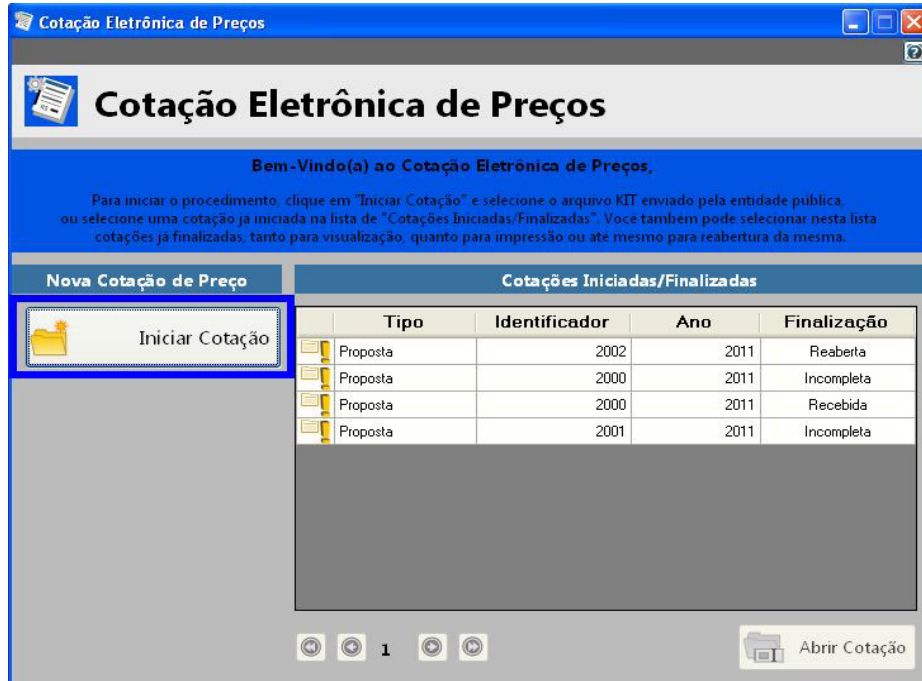 Cotação Eletrônica de Preços
Cotação Eletrônica de Preços
Bem-Vindo(a) ao Cotação Eletrônica de Preços,
Para iniciar o procedimento, clique em "Iniciar Cotação" e selecione o arquivo KIT enviado pela entidade pública,
ou selecione uma cotação já iniciada na lista de "Cotações Iniciadas/Finalizadas". Você também pode selecionar nesta lista
cotações já finalizadas, tanto para visualização, quanto para impressão ou até mesmo para reabertura da mesma.
Nova Cotação de Preço
Cotações Iniciadas/Finalizadas
Iniciar Cotação
Tipo Identificador Ano Finalização
Proposta 2002 2011 Reaberta
Proposta 2000 2011 Incompleta
Proposta 2000 2011 Recebida
Proposta 2001 2011 Incompleta
1
Abrir Cotação